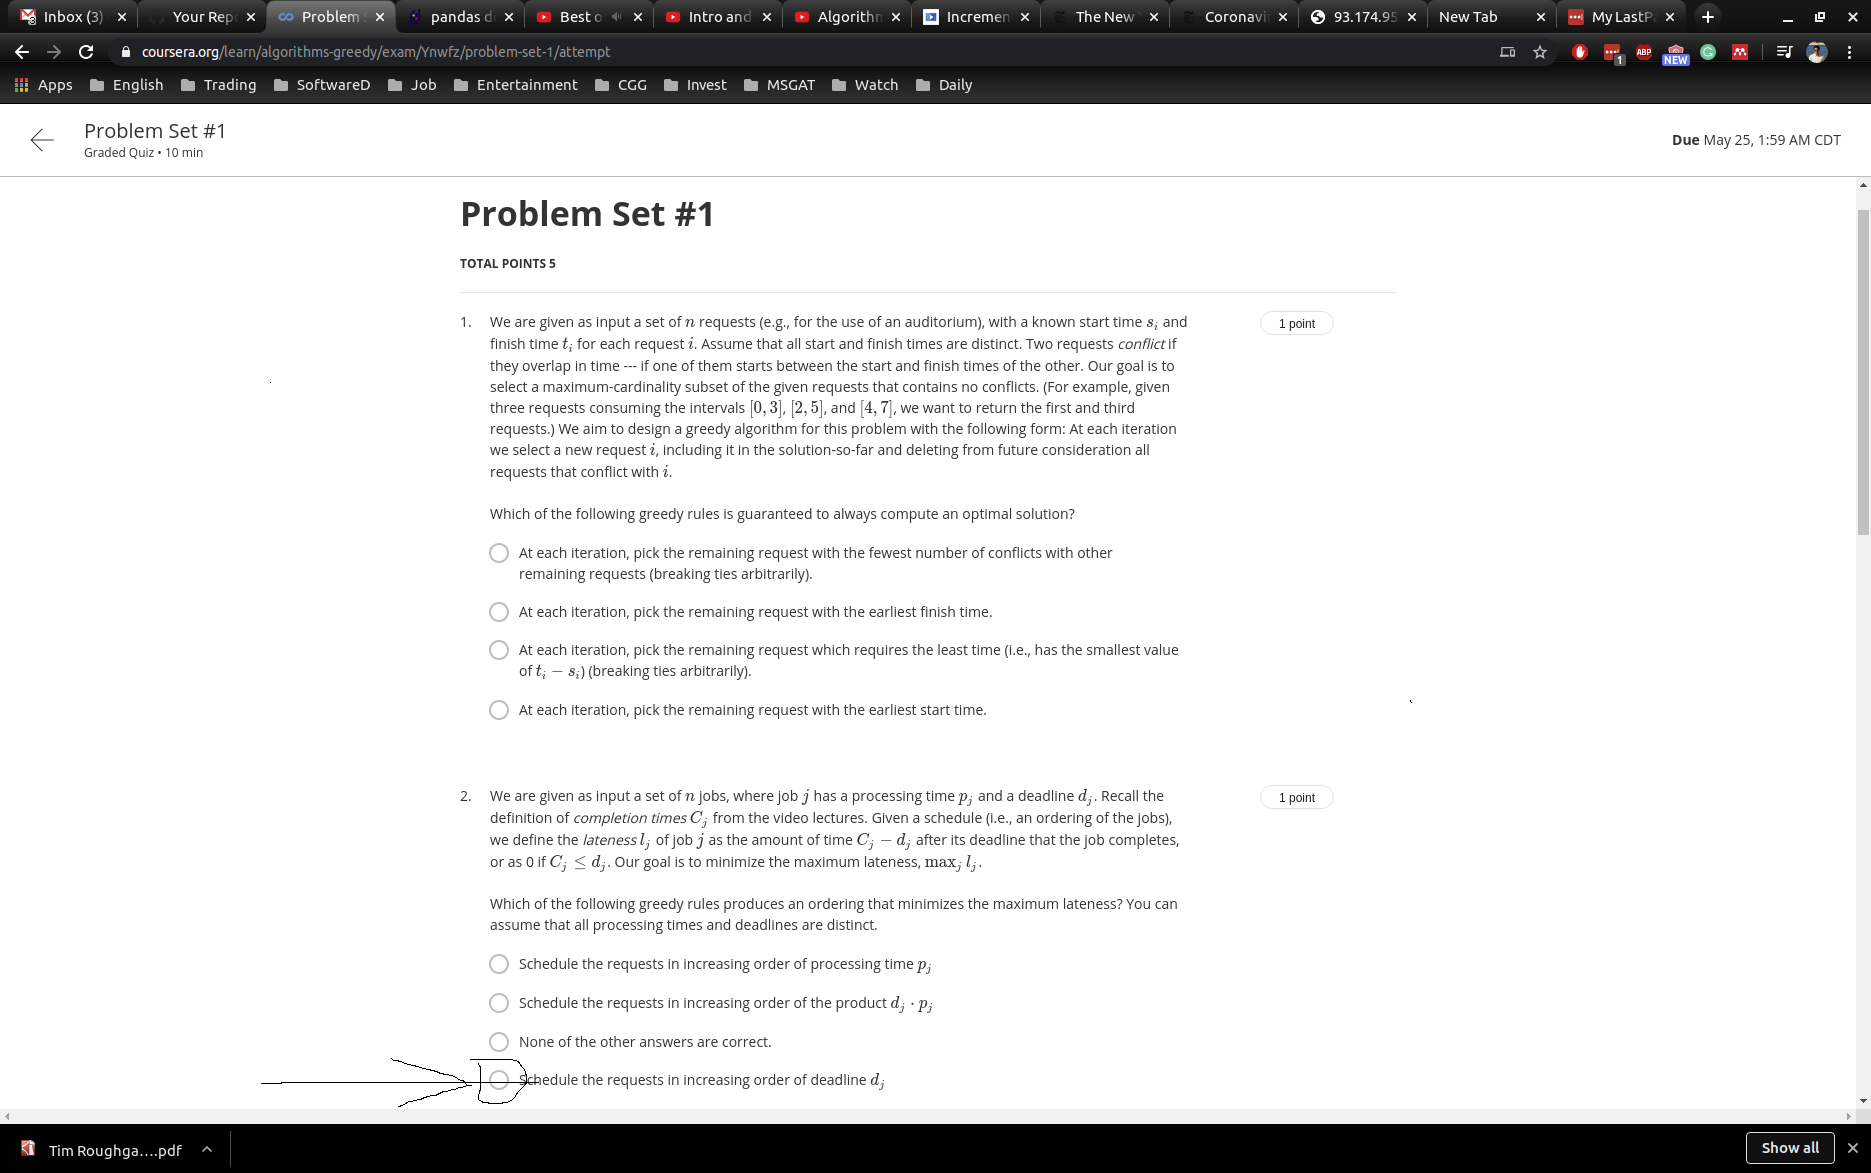 Inbox (3)
Your Rep
Problem
pandas d
Best o
Intro and
Algorithm
Incremen
The New
Coronavi
93.174.95
New Tab
My LastPa
coursera.org/learn/algorithms-greedy/exam/Ynwfz/problem-set-1/attempt
1
ABP
NEW
Apps
English
Trading
SoftwareD
Job
Entertainment
CGG
Invest
MSGAT
Watch
Daily
Problem Set #1
Graded Quiz • 10 min
Due May 25, 1:59 AM CDT
Problem Set #1
TOTAL POINTS 5
1. We are given as input a set of n requests (e.g., for the use of an auditorium), with a known start time s_i and
1 point
finish time t_i for each request i. Assume that all start and finish times are distinct. Two requests conflict if
they overlap in time --- if one of them starts between the start and finish times of the other. Our goal is to
select a maximum-cardinality subset of the given requests that contains no conflicts. (For example, given
three requests consuming the intervals [0, 3], [2, 5], and [4, 7], we want to return the first and third
requests.) We aim to design a greedy algorithm for this problem with the following form: At each iteration
we select a new request i, including it in the solution-so-far and deleting from future consideration all
requests that conflict with i.
Which of the following greedy rules is guaranteed to always compute an optimal solution?
At each iteration, pick the remaining request with the fewest number of conflicts with other
remaining requests (breaking ties arbitrarily).
At each iteration, pick the remaining request with the earliest finish time.
At each iteration, pick the remaining request which requires the least time (i.e., has the smallest value
of t_i − s_i) (breaking ties arbitrarily).
At each iteration, pick the remaining request with the earliest start time.
2. We are given as input a set of n jobs, where job j has a processing time p_j and a deadline d_j. Recall the
1 point
definition of completion times C_j from the video lectures. Given a schedule (i.e., an ordering of the jobs),
we define the lateness l_j of job j as the amount of time C_j − d_j after its deadline that the job completes,
or as 0 if C_j ≤ d_j. Our goal is to minimize the maximum lateness, max_j l_j.
Which of the following greedy rules produces an ordering that minimizes the maximum lateness? You can
assume that all processing times and deadlines are distinct.
Schedule the requests in increasing order of processing time p_j
Schedule the requests in increasing order of the product d_j · p_j
None of the other answers are correct.
Schedule the requests in increasing order of deadline d_j
Tim Roughga....pdf
Show all